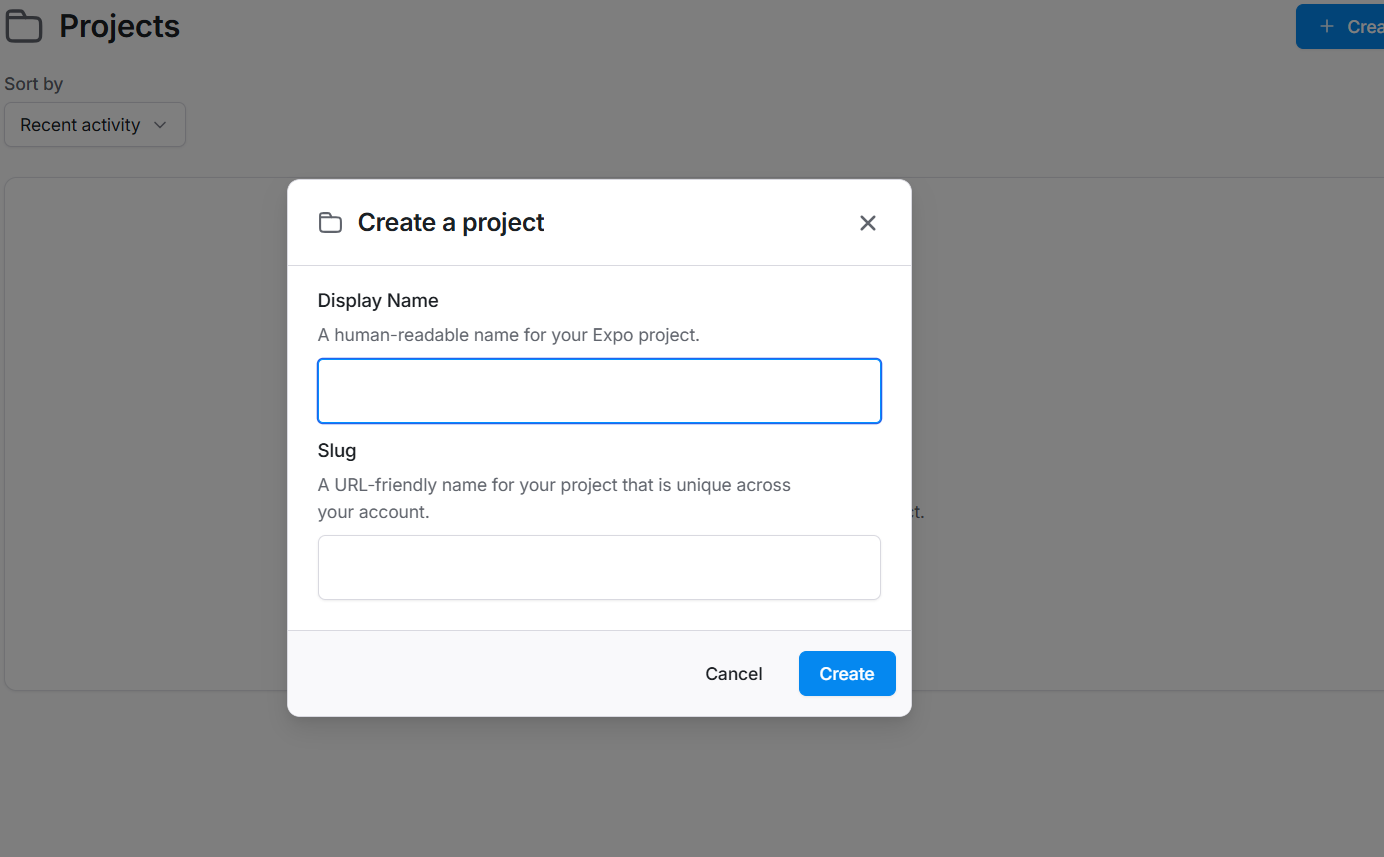 Projects
Crea
Sort by
Recent activity
Create a project
Display Name
A human-readable name for your Expo project.
Slug
A URL-friendly name for your project that is unique across
your account.
Cancel
Create